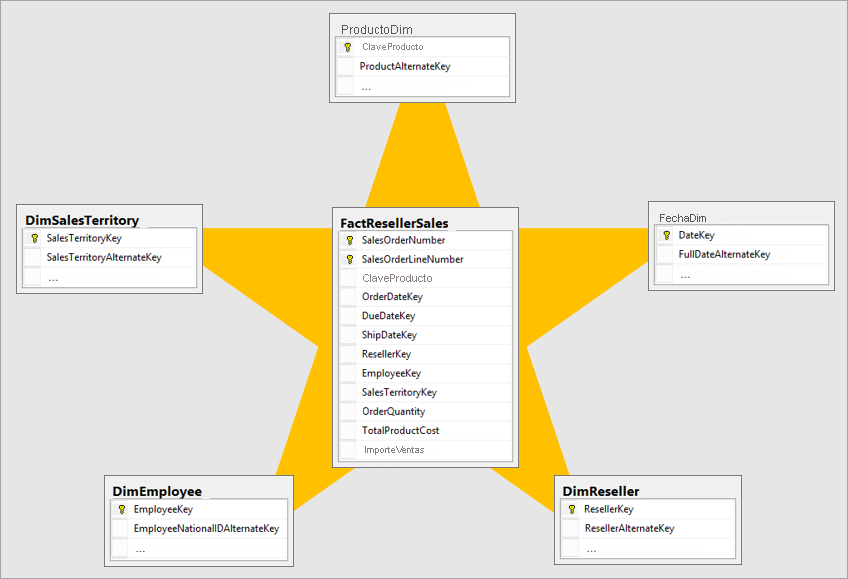 ProductoDim
ClaveProducto
ProductAlternateKey
...
DimSalesTerritory
SalesTerritoryKey
SalesTerritoryAlternateKey
...
FactResellerSales
SalesOrderNumber
SalesOrderLineNumber
ClaveProducto
OrderDateKey
DueDateKey
ShipDateKey
ResellerKey
EmployeeKey
SalesTerritoryKey
OrderQuantity
TotalProductCost
ImporteVentas
FechaDim
DateKey
FullDateAlternateKey
...
DimEmployee
EmployeeKey
EmployeeNationalIDAlternateKey
...
DimReseller
ResellerKey
ResellerAlternateKey
...